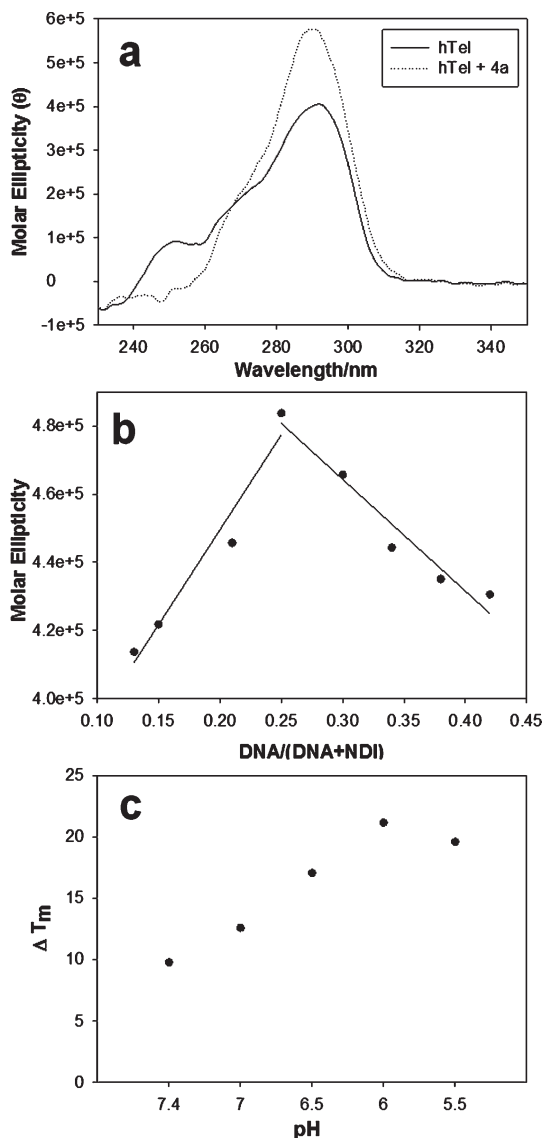 a
hTel
hTel + 4a
Molar Ellipticity (θ)
6e+5
5e+5
4e+5
3e+5
2e+5
1e+5
0
-1e+5
240 260 280 300 320 340
Wavelength/nm
b
Molar Ellipticity
4.8e+5
4.6e+5
4.4e+5
4.2e+5
4.0e+5
0.10 0.15 0.20 0.25 0.30 0.35 0.40 0.45
DNA/(DNA+NDI)
c
Δ Tm
25
20
15
10
5
0
7.4 7 6.5 6 5.5
pH